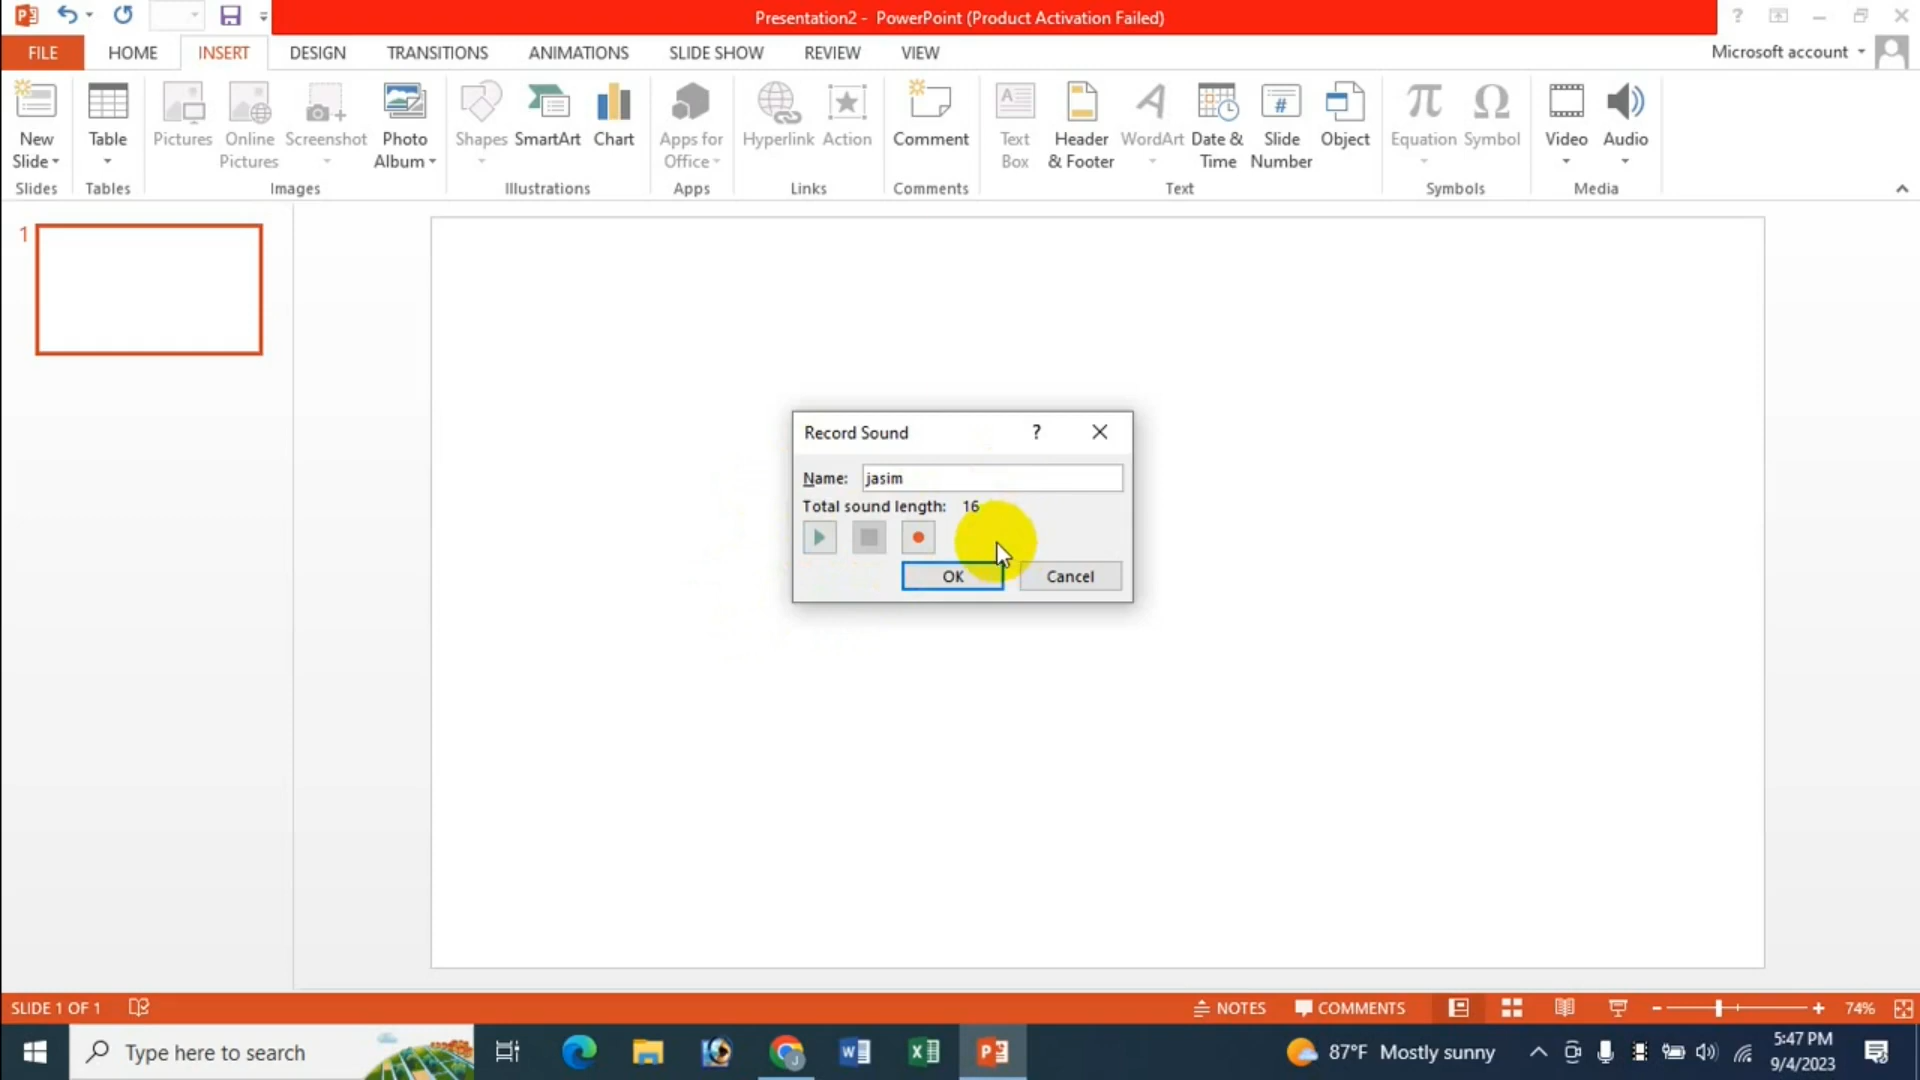 Presentation2 - PowerPoint (Product Activation Failed)
?
FILE
HOME
INSERT
DESIGN
TRANSITIONS
ANIMATIONS
SLIDE SHOW
REVIEW
VIEW
Microsoft account
New
Slide
Table
Pictures
Online
Pictures
Screenshot
Photo
Album
Shapes
SmartArt
Chart
Apps for
Office
Hyperlink
Action
Comment
Text
Box
Header
& Footer
WordArt
Date &
Time
Slide
Number
Object
Equation
Symbol
Video
Audio
Slides
Tables
Images
Illustrations
Apps
Links
Comments
Text
Symbols
Media
1
Record Sound
?
Name: jasim
Total sound length: 16
OK
Cancel
SLIDE 1 OF 1
NOTES
COMMENTS
74%
Type here to search
87°F Mostly sunny
5:47 PM
9/4/2023